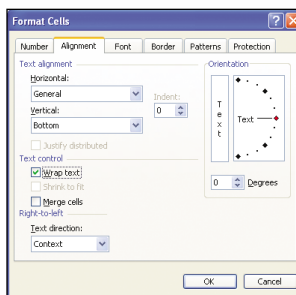 Format Cells
Number Alignment Font Border Patterns Protection
Text alignment
Horizontal:
General
Indent:
Vertical:
0
Bottom
Justify distributed
Text control
Wrap text
Shrink to fit
Merge cells
Right-to-left
Text direction:
Context
Orientation
Text
Text
0 Degrees
OK Cancel